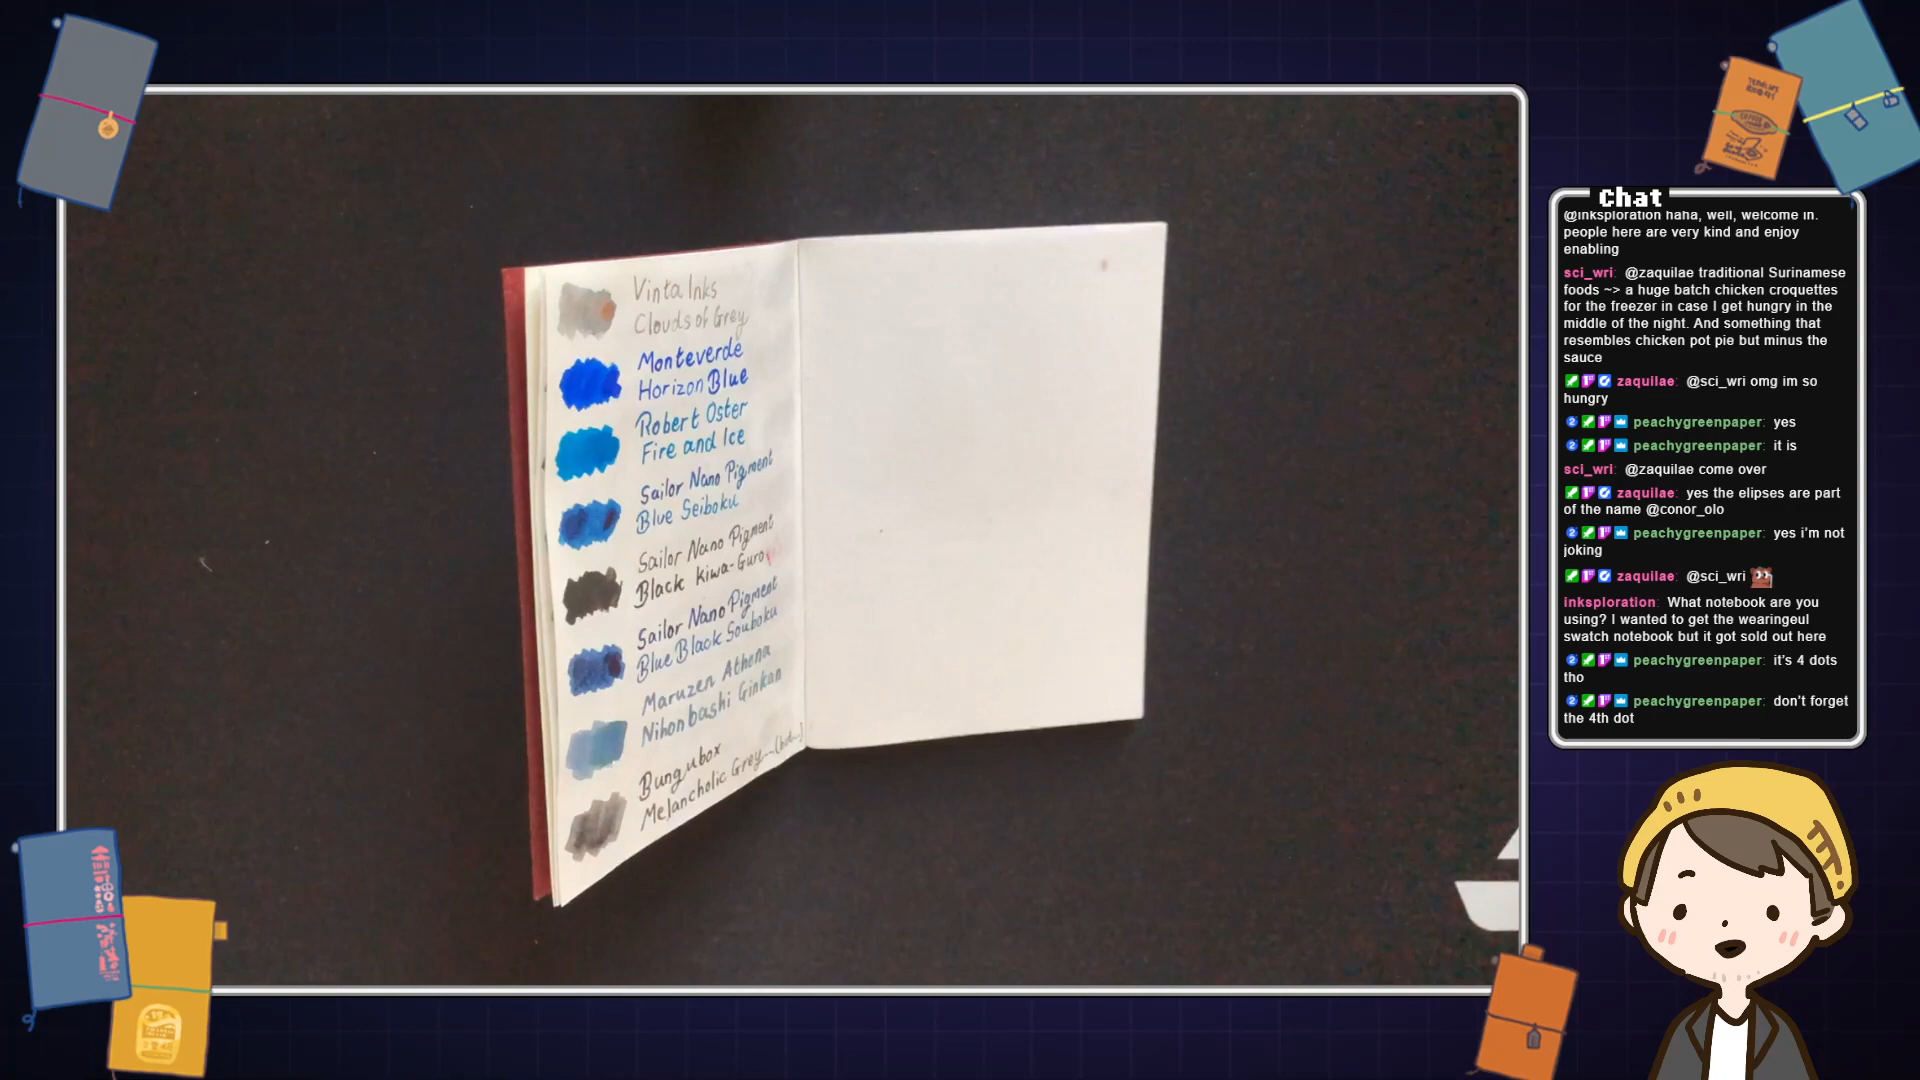 Vinta Inks
Clouds of Grey
Monteverde
Horizon Blue
Robert Oster
Fire and Ice
Sailor Nano Pigment
Blue Seiboku
Sailor Nano Pigment
Black Kiwa-Guro
Sailor Nano Pigment
Blue Black Souboku
Maruzen Athena
Nihonbashi Ginkan
Bungubox
Melancholic Grey....
Chat
@inksploration haha, well, welcome in.
people here are very kind and enjoy
enabling
sci_wri: @zaquilae traditional Surinamese
foods ~> a huge batch chicken croquettes
for the freezer in case I get hungry in the
middle of the night. And something that
resembles chicken pot pie but minus the
sauce
zaquilae: @sci_wri omg im so
hungry
peachygreenpaper: yes
peachygreenpaper: it is
sci_wri: @zaquilae come over
zaquilae: yes the elipses are part
of the name @conor_olo
peachygreenpaper: yes i'm not
joking
zaquilae: @sci_wri
inksploration: What notebook are you
using? I wanted to get the wearingeul
swatch notebook but it got sold out here
peachygreenpaper: it's 4 dots
tho
peachygreenpaper: don't forget
the 4th dot